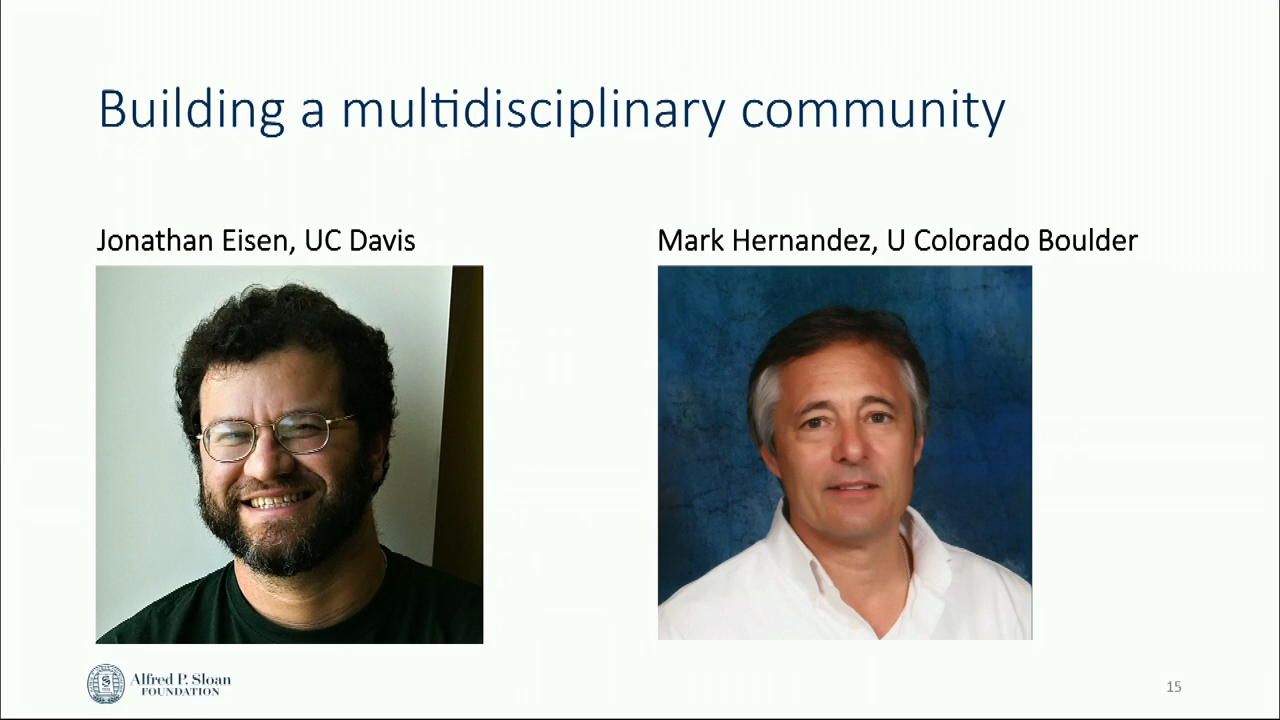 Building a multidisciplinary community
Jonathan Eisen, UC Davis
Mark Hernandez, U Colorado Boulder
Alfred P. Sloan
FOUNDATION
15